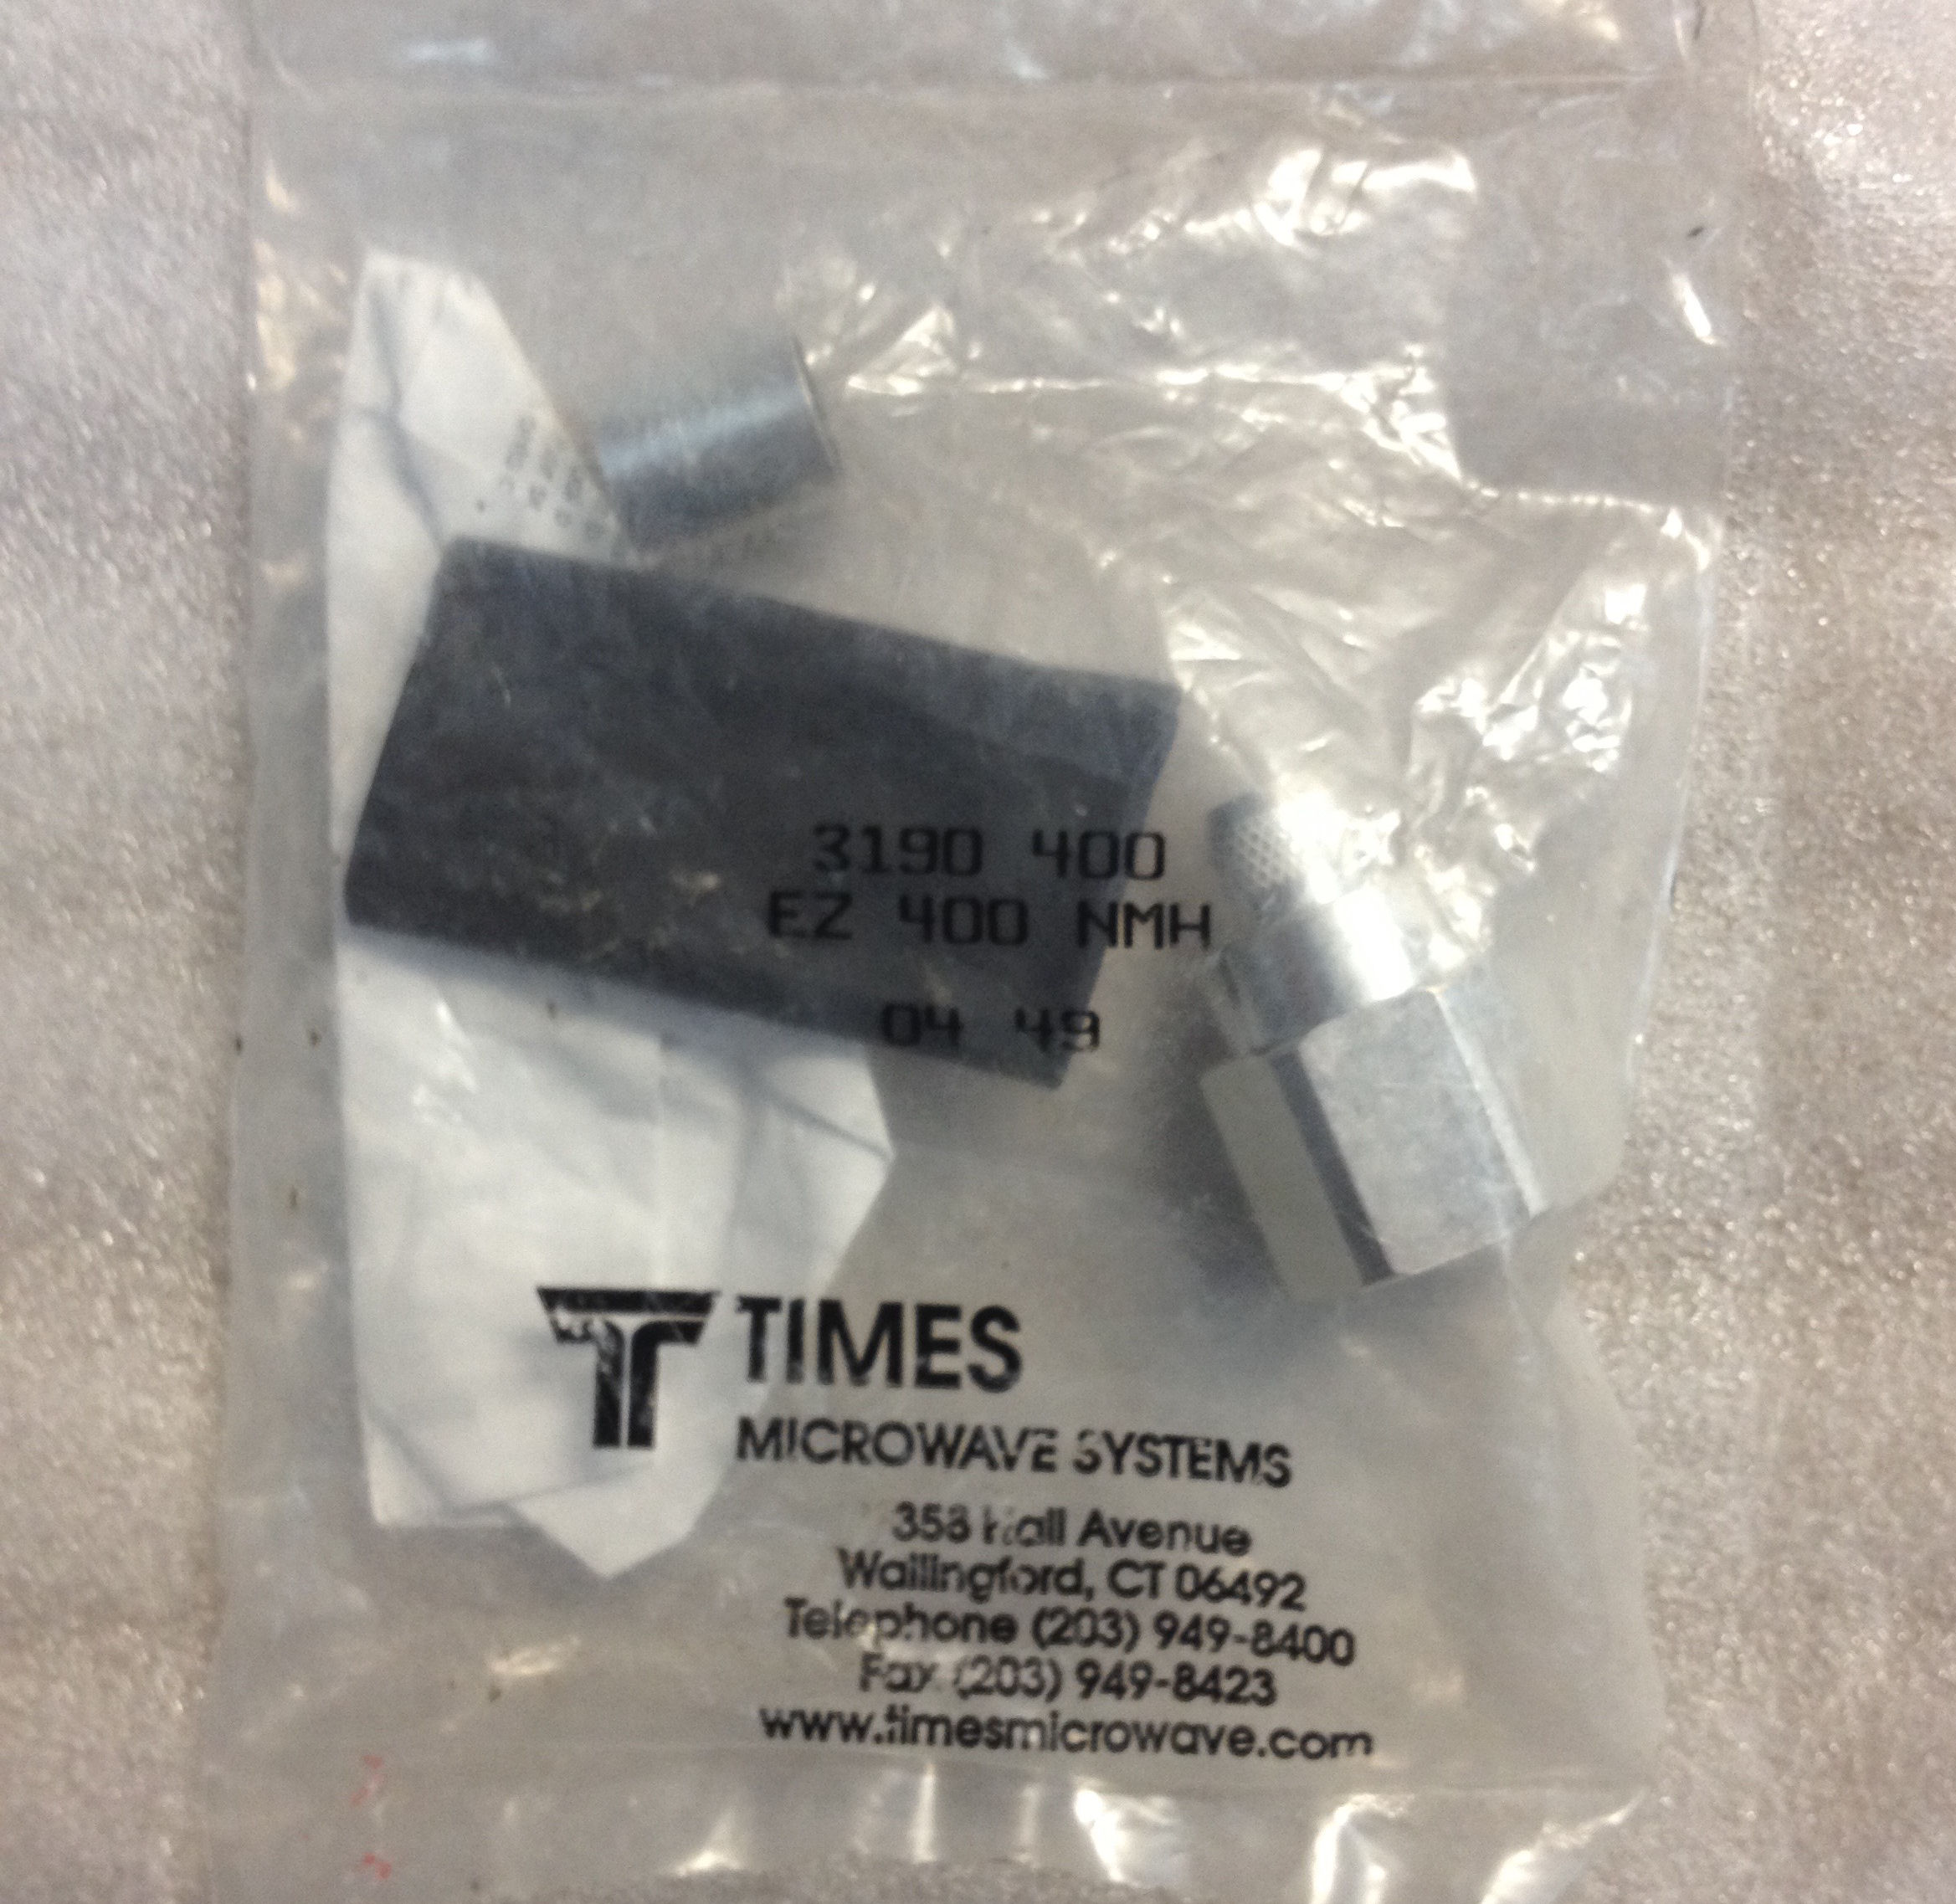 3190 400
EZ 400 NMH
04 49
TIMES
MICROWAVE SYSTEMS
358 Hall Avenue
Wallingford, CT 06492
Telephone (203) 949-8400
Fax (203) 949-8423
www.timesmicrowave.com